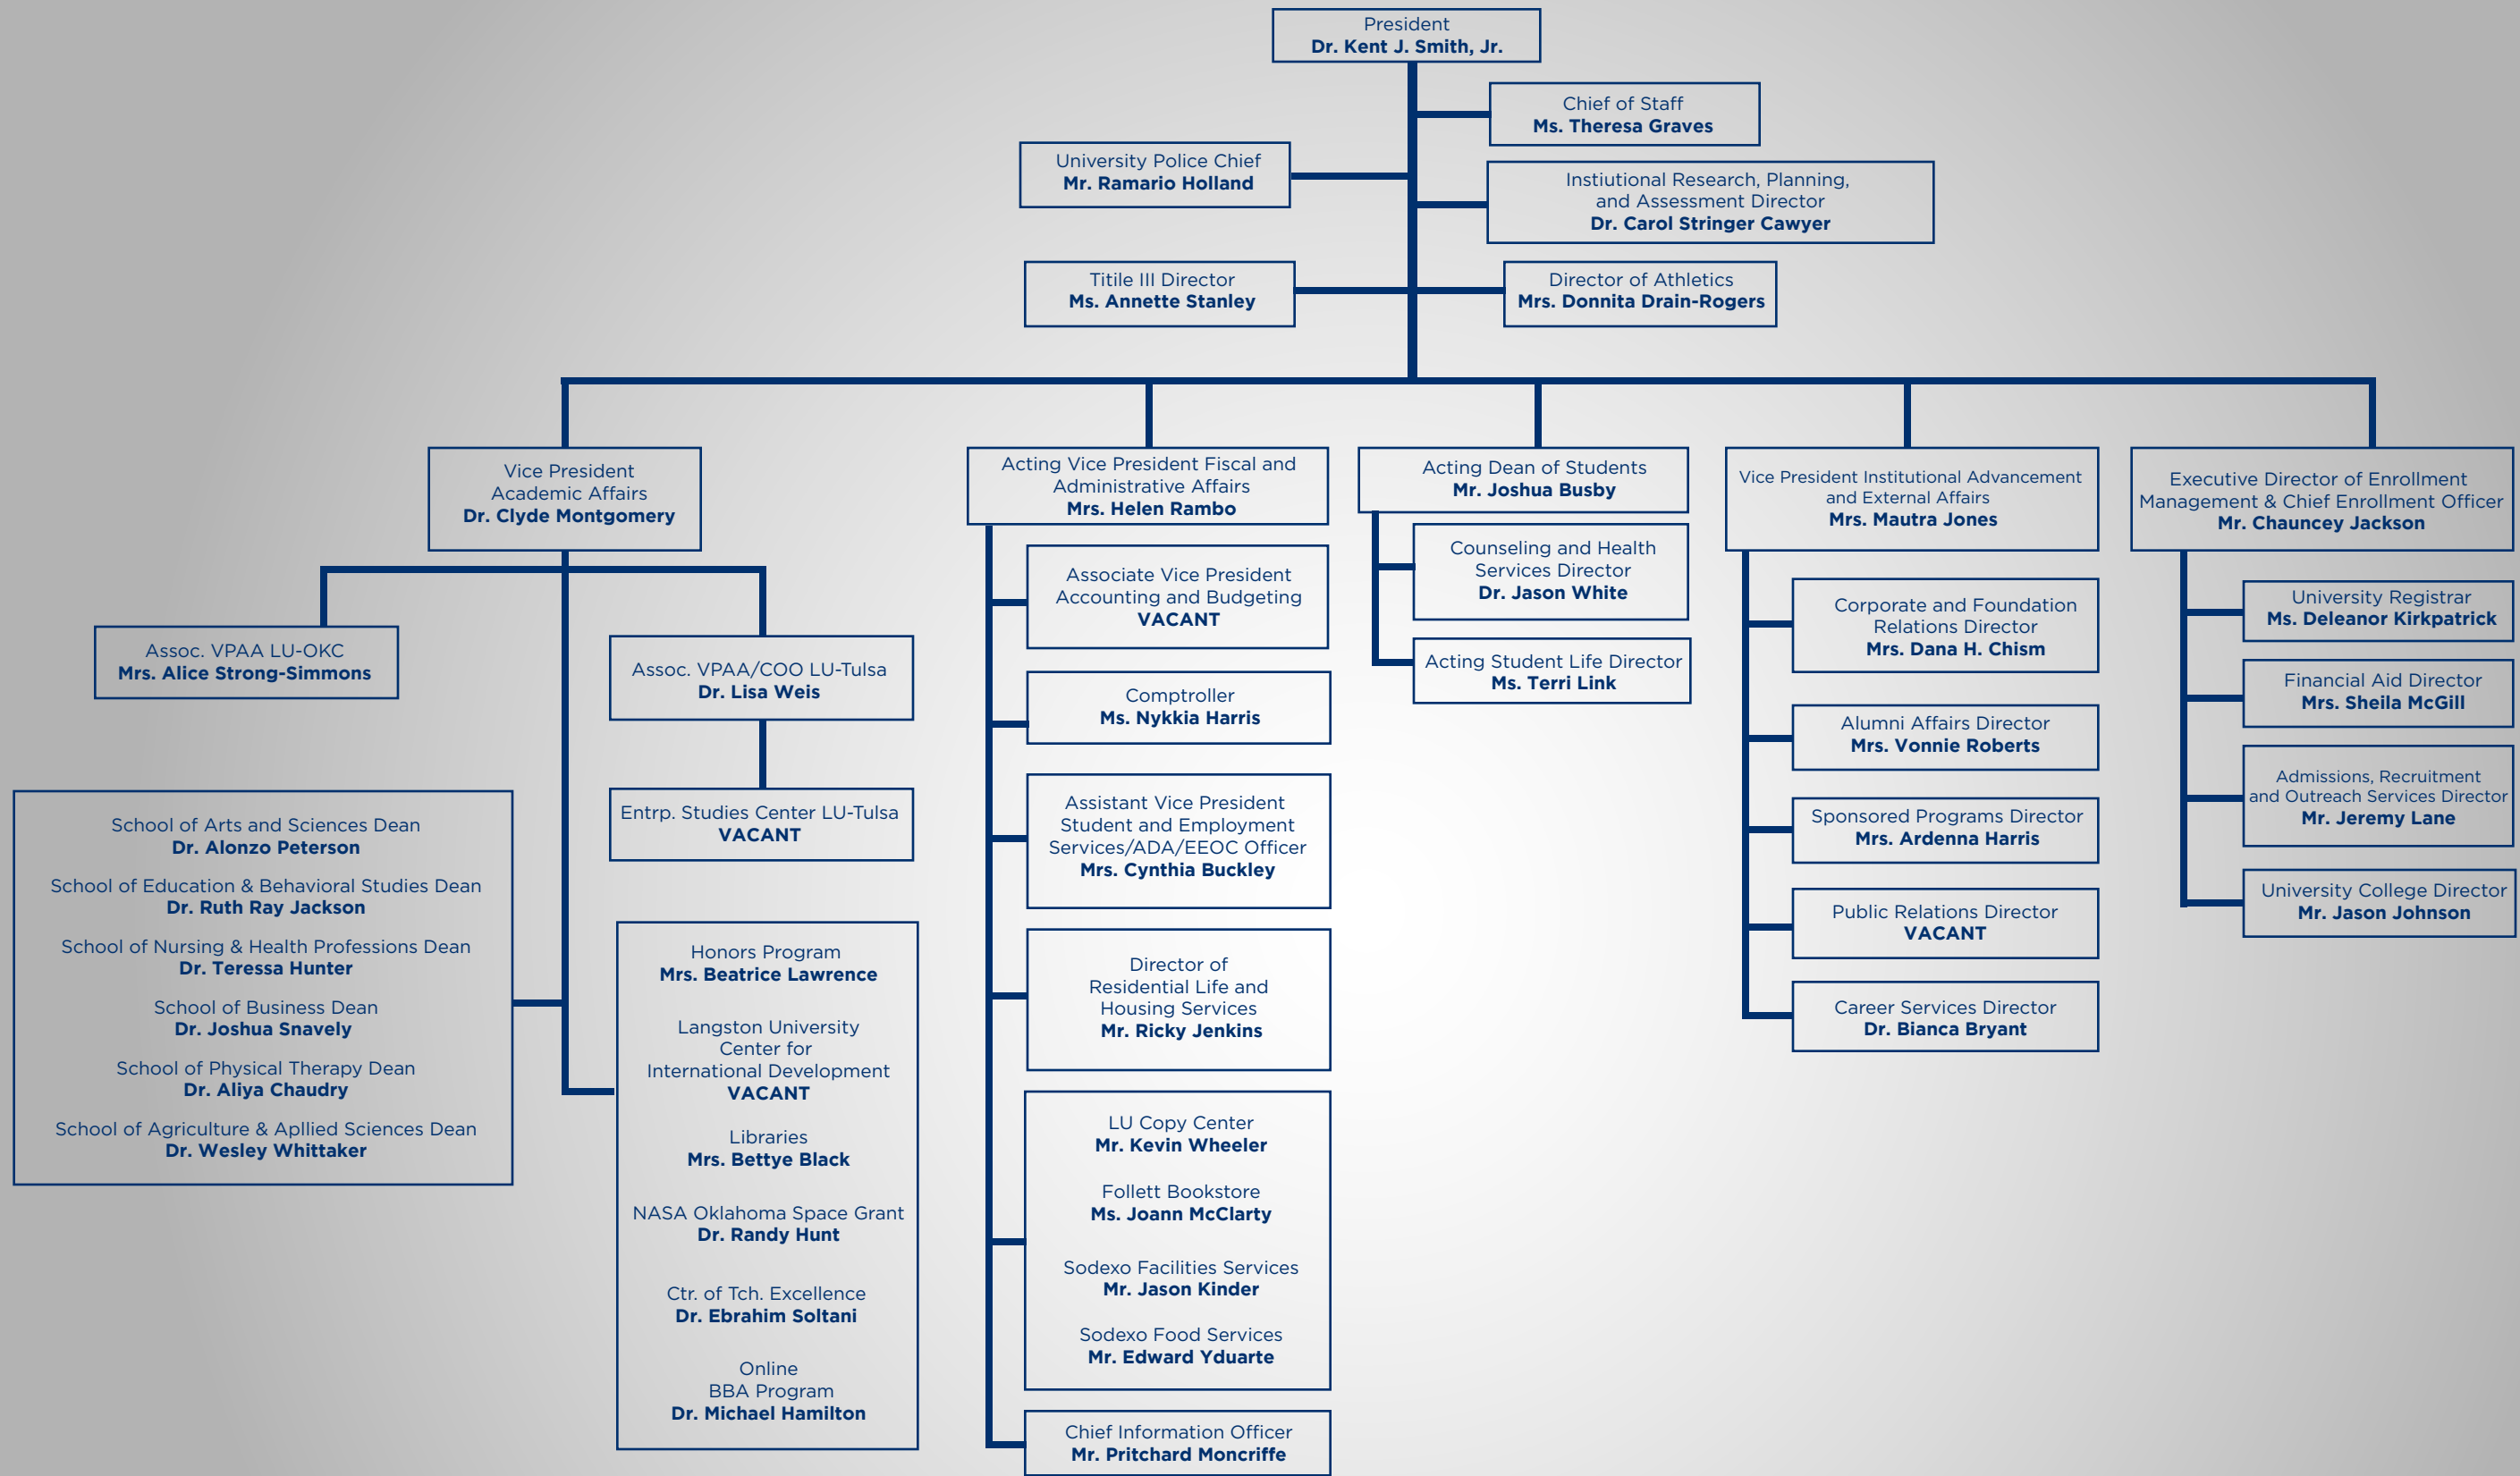 President
Dr. Kent J. Smith, Jr.
Chief of Staff
Ms. Theresa Graves
University Police Chief
Mr. Ramario Holland
Instiutional Research, Planning,
and Assessment Director
Dr. Carol Stringer Cawyer
Titile III Director
Ms. Annette Stanley
Director of Athletics
Mrs. Donnita Drain-Rogers
Vice President
Academic Affairs
Dr. Clyde Montgomery
Assoc. VPAA LU-OKC
Mrs. Alice Strong-Simmons
Assoc. VPAA/COO LU-Tulsa
Dr. Lisa Weis
Entrp. Studies Center LU-Tulsa
VACANT
School of Arts and Sciences Dean
Dr. Alonzo Peterson
School of Education & Behavioral Studies Dean
Dr. Ruth Ray Jackson
School of Nursing & Health Professions Dean
Dr. Teressa Hunter
School of Business Dean
Dr. Joshua Snavely
School of Physical Therapy Dean
Dr. Aliya Chaudry
School of Agriculture & Apllied Sciences Dean
Dr. Wesley Whittaker
Honors Program
Mrs. Beatrice Lawrence
Langston University
Center for
International Development
VACANT
Libraries
Mrs. Bettye Black
NASA Oklahoma Space Grant
Dr. Randy Hunt
Ctr. of Tch. Excellence
Dr. Ebrahim Soltani
Online
BBA Program
Dr. Michael Hamilton
Acting Vice President Fiscal and
Administrative Affairs
Mrs. Helen Rambo
Associate Vice President
Accounting and Budgeting
VACANT
Comptroller
Ms. Nykkia Harris
Assistant Vice President
Student and Employment
Services/ADA/EEOC Officer
Mrs. Cynthia Buckley
Director of
Residential Life and
Housing Services
Mr. Ricky Jenkins
LU Copy Center
Mr. Kevin Wheeler
Follett Bookstore
Ms. Joann McClarty
Sodexo Facilities Services
Mr. Jason Kinder
Sodexo Food Services
Mr. Edward Yduarte
Chief Information Officer
Mr. Pritchard Moncriffe
Acting Dean of Students
Mr. Joshua Busby
Counseling and Health
Services Director
Dr. Jason White
Acting Student Life Director
Ms. Terri Link
Vice President Institutional Advancement
and External Affairs
Mrs. Mautra Jones
Corporate and Foundation
Relations Director
Mrs. Dana H. Chism
Alumni Affairs Director
Mrs. Vonnie Roberts
Sponsored Programs Director
Mrs. Ardenna Harris
Public Relations Director
VACANT
Career Services Director
Dr. Bianca Bryant
Executive Director of Enrollment
Management & Chief Enrollment Officer
Mr. Chauncey Jackson
University Registrar
Ms. Deleanor Kirkpatrick
Financial Aid Director
Mrs. Sheila McGill
Admissions, Recruitment
and Outreach Services Director
Mr. Jeremy Lane
University College Director
Mr. Jason Johnson